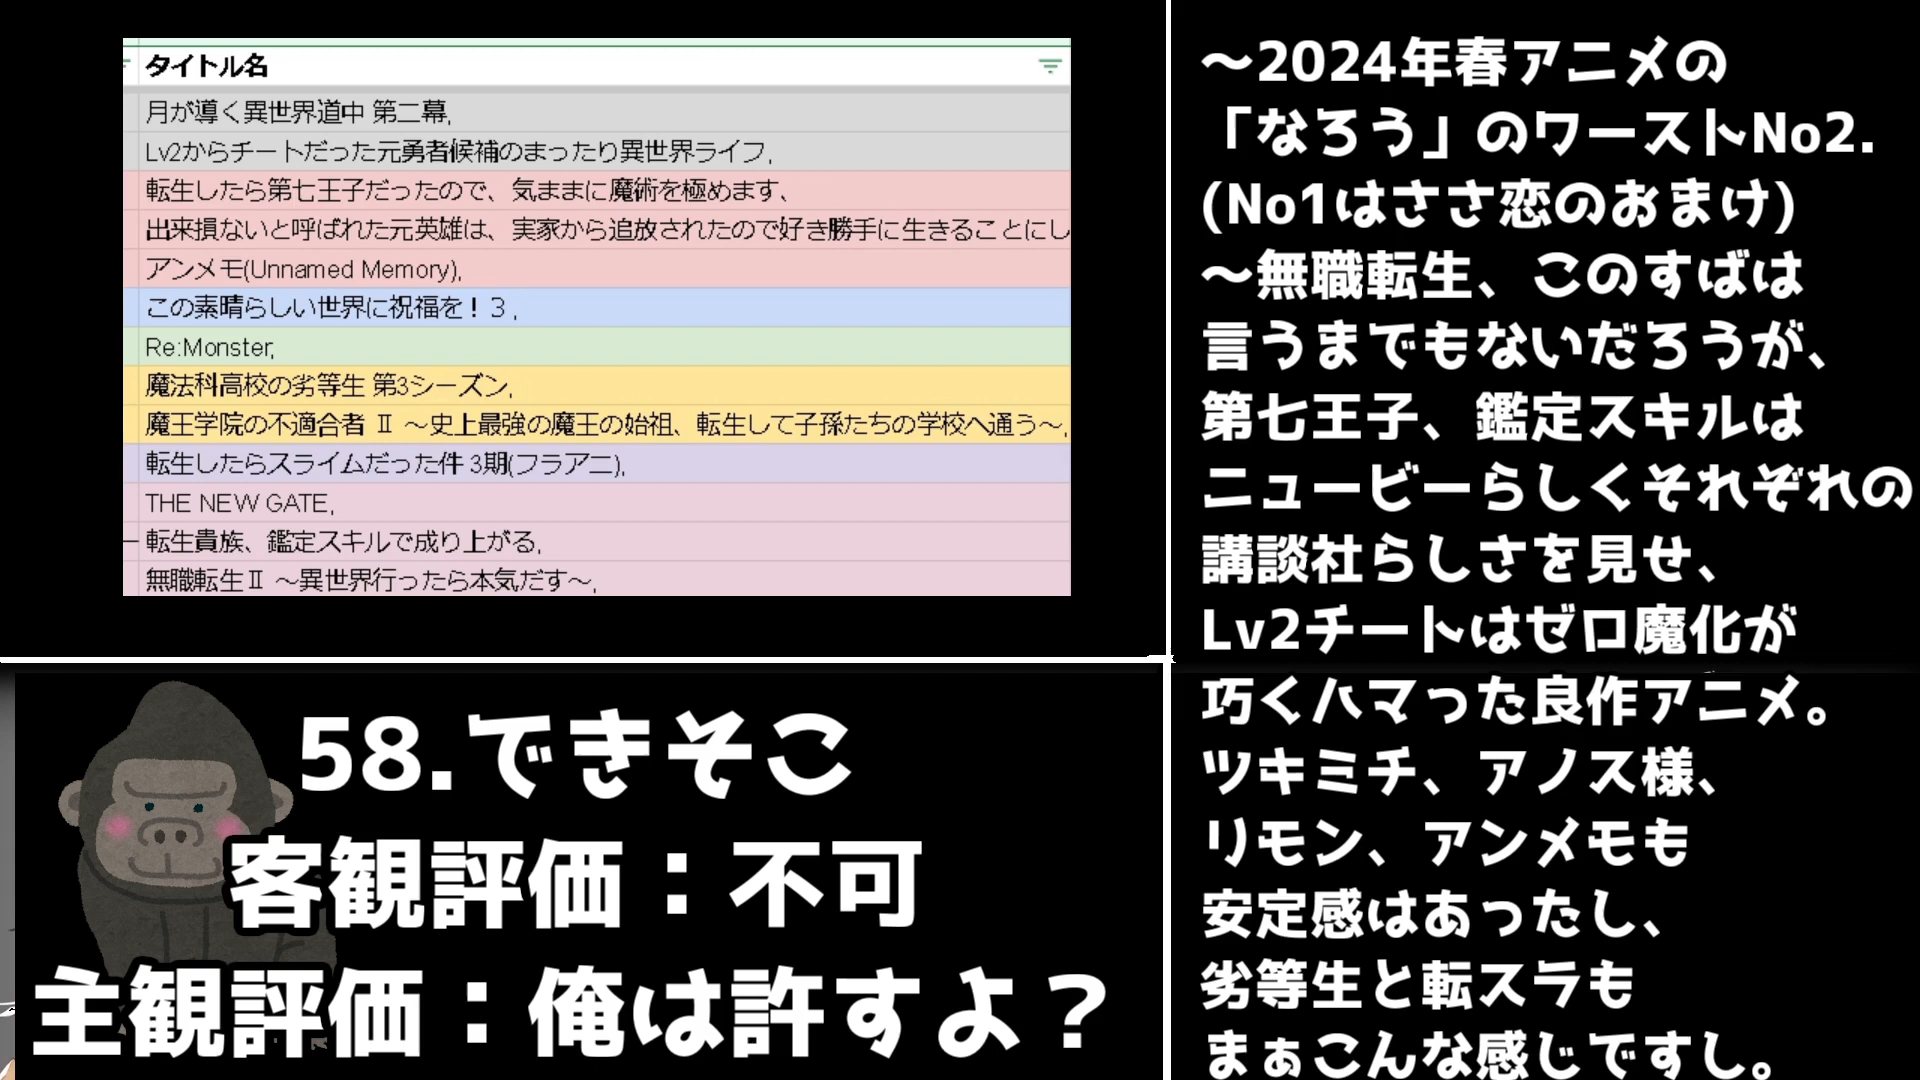 タイトル名
月が導く異世界道中 第二幕,
Lv2からチートだった元勇者候補のまったり異世界ライフ,
転生したら第七王子だったので、気ままに魔術を極めます、
出来損ないと呼ばれた元英雄は、実家から追放されたので好き勝手に生きることにし
アンメモ(Unnamed Memory),
この素晴らしい世界に祝福を！３,
Re:Monster,
魔法科高校の劣等生 第3シーズン,
魔王学院の不適合者 Ⅱ ～史上最強の魔王の始祖、転生して子孫たちの学校へ通う～,
転生したらスライムだった件 3期(フラアニ),
THE NEW GATE,
転生貴族、鑑定スキルで成り上がる,
無職転生Ⅱ ～異世界行ったら本気だす～,
58.できそこ
客観評価：不可
主観評価：俺は許すよ？
～2024年春アニメの
「なろう」のワーストNo2.
(No1はささ恋のおまけ)
～無職転生、このすばは
言うまでもないだろうが、
第七王子、鑑定スキルは
ニュービーらしくそれぞれの
講談社らしさを見せ、
Lv2チートはゼロ魔化が
巧くハマった良作アニメ。
ツキミチ、アノス様、
リモン、アンメモも
安定感はあったし、
劣等生と転スラも
まぁこんな感じですし。